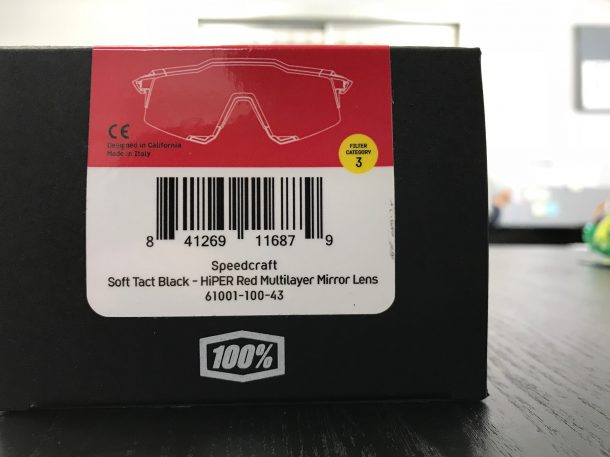 CE
Designed in California
Made in Italy
FILTER
CATEGORY
3
8 41269 11687 9
Speedcraft
Soft Tact Black - HiPER Red Multilayer Mirror Lens
61001-100-43
100%